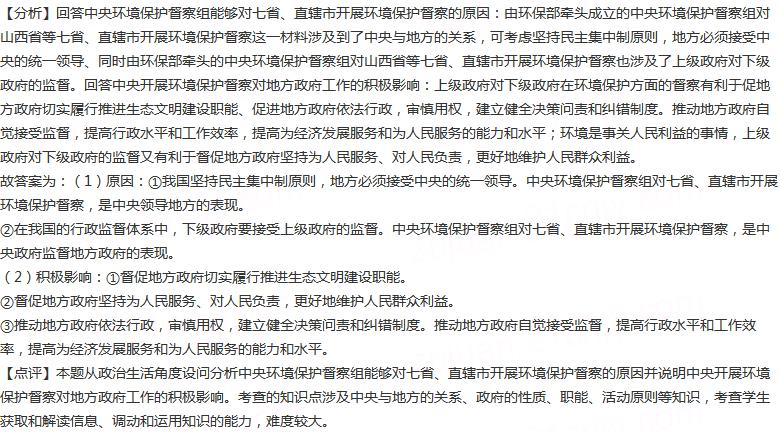 【分析】回答中央环境保护督察组能够对七省、直辖市开展环境保护督察的原因：由环保部牵头成立的中央环境保护督察组对
山西省等七省、直辖市开展环境保护督察这一材料涉及到了中央与地方的关系，可考虑坚持民主集中制原则，地方必须接受中
央的统一领导、同时由环保部牵头的中央环境保护督察组对山西省等七省、直辖市开展环境保护督察也涉及了上级政府对下级
政府的监督。回答中央开展环境保护督察对地方政府工作的积极影响：上级政府对下级政府在环境保护方面的督察有利于促地
方政府切实履行推进生态文明建设职能、促进地方政府依法行政，审慎用权，建立健全决策问责和纠错制度。推动地方政府自
觉接受监督，提高行政水平和工作效率，提高为经济发展服务和为人民服务的能力和水平；环境是事关人民利益的事情，上级
政府对下级政府的监督又有利于督促地方政府坚持为人民服务、对人民负责，更好地维护人民群众利益。
故答案为：（1）原因：①我国坚持民主集中制原则，地方必须接受中央的统一领导。中央环境保护督察组对七省、直辖市开展
环境保护督察，是中央领导地方的表现。
②在我国的行政监督体系中，下级政府要接受上级政府的监督。中央环境保护督察组对七省、直辖市开展环境保护督察，是中
央政府监督地方政府的表现。
（2）积极影响：①督促地方政府切实履行推进生态文明建设职能。
②督促地方政府坚持为人民服务、对人民负责，更好地维护人民群众利益。
③推动地方政府依法行政，审慎用权，建立健全决策问责和纠错制度。推动地方政府自觉接受监督，提高行政水平和工作效
率，提高为经济发展服务和为人民服务的能力和水平。
【点评】本题从政治生活角度设问分析中央环境保护督察组能够对七省、直辖市开展环境保护督察的原因并说明中央开展环境
保护督察对地方政府工作的积极影响。考查的知识点涉及中央与地方的关系、政府的性质、职能、活动原则等知识，考查学生
获取和解读信息、调动和运用知识的能力，难度较大。